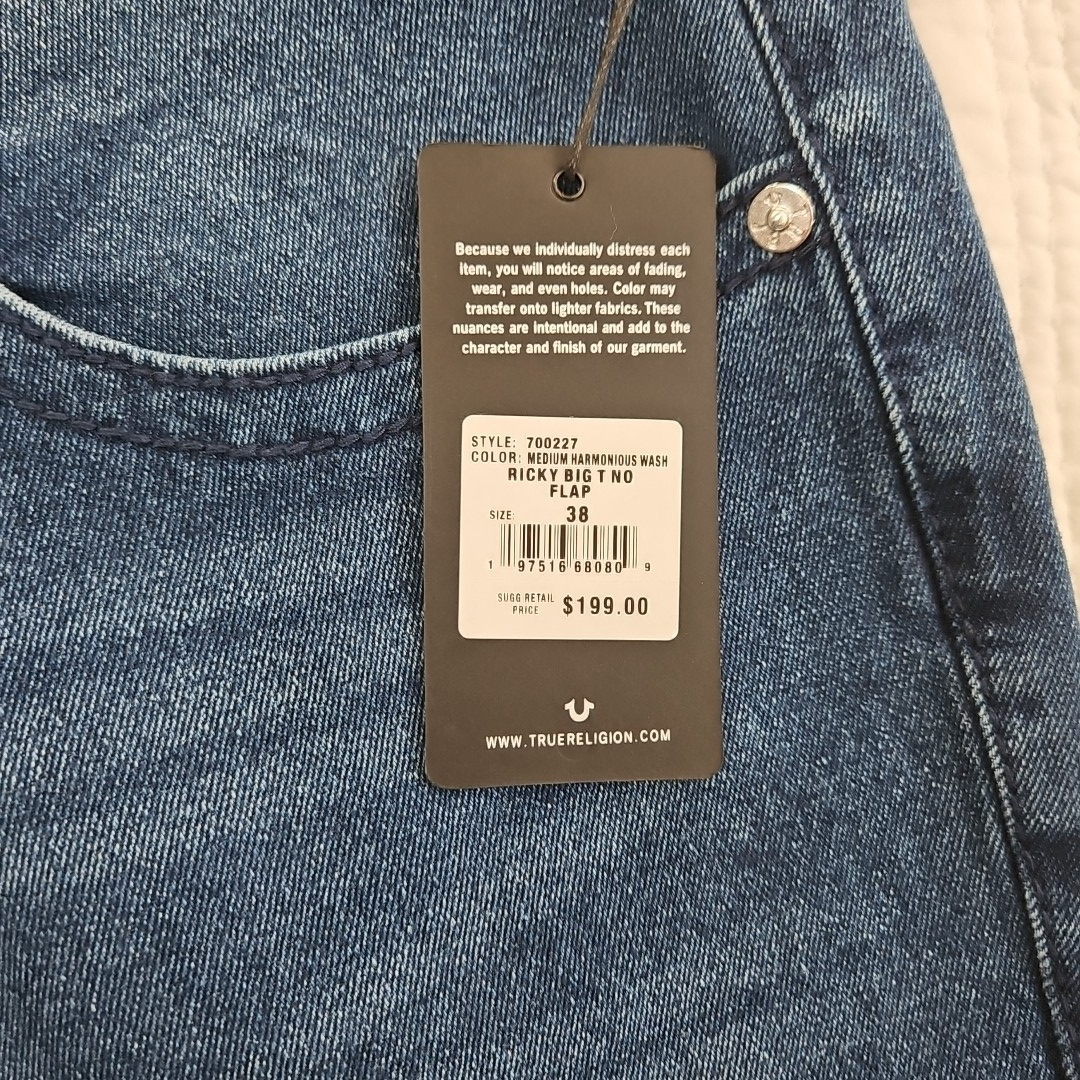 Because we individually distress each
item, you will notice areas of fading,
wear, and even holes. Color may
transfer onto lighter fabrics. These
nuances are intentional and add to the
character and finish of our garment.
STYLE: 700227
COLOR: MEDIUM HARMONIOUS WASH
RICKY BIG T NO
FLAP
SIZE: 38
1 97516 68080 9
SUGG RETAIL
PRICE $199.00
WWW.TRUERELIGION.COM